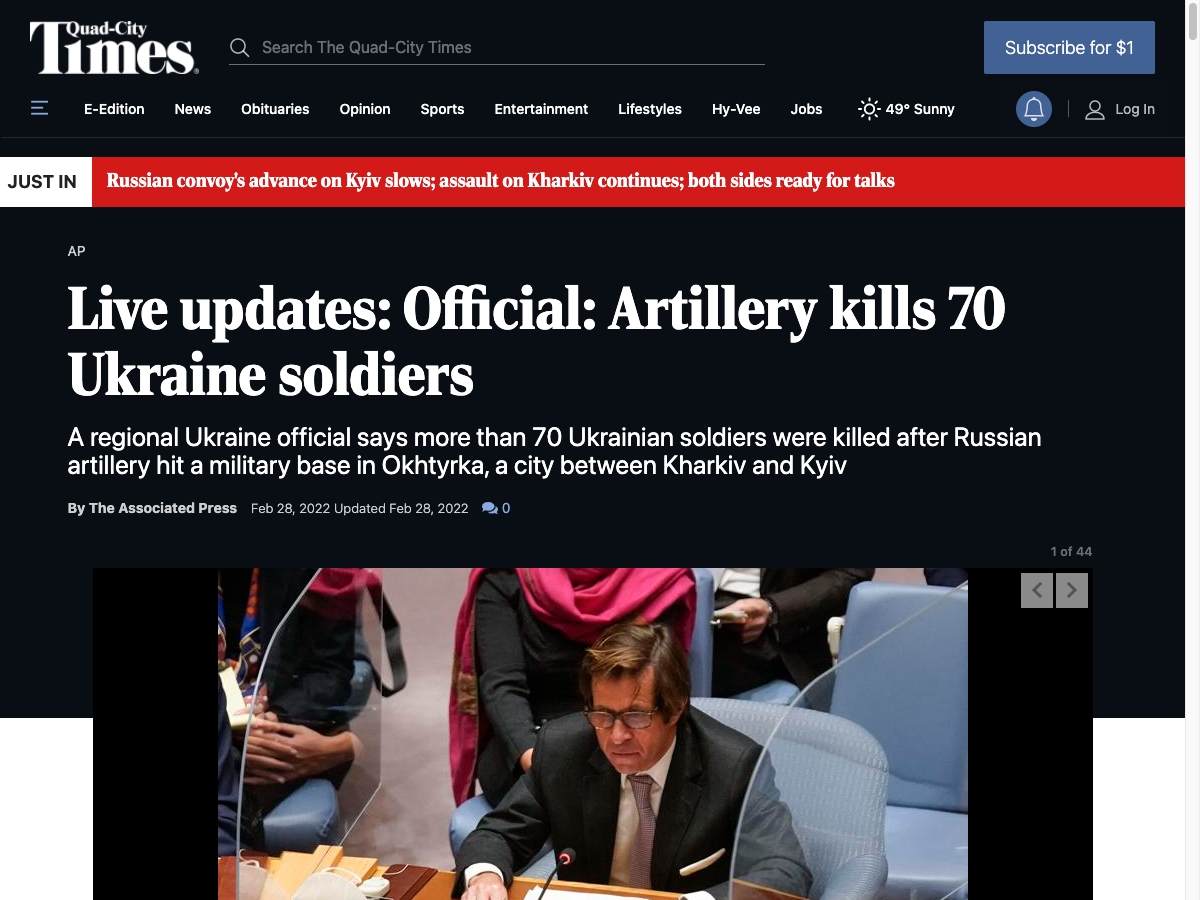 Quad-City
Times
Search The Quad-City Times
Subscribe for $1
E-Edition News Obituaries Opinion Sports Entertainment Lifestyles Hy-Vee Jobs 49° Sunny Log In
JUST IN Russian convoy's advance on Kyiv slows; assault on Kharkiv continues; both sides ready for talks
AP
Live updates: Official: Artillery kills 70
Ukraine soldiers
A regional Ukraine official says more than 70 Ukrainian soldiers were killed after Russian
artillery hit a military base in Okhtyrka, a city between Kharkiv and Kyiv
By The Associated Press Feb 28, 2022 Updated Feb 28, 2022 0
1 of 44